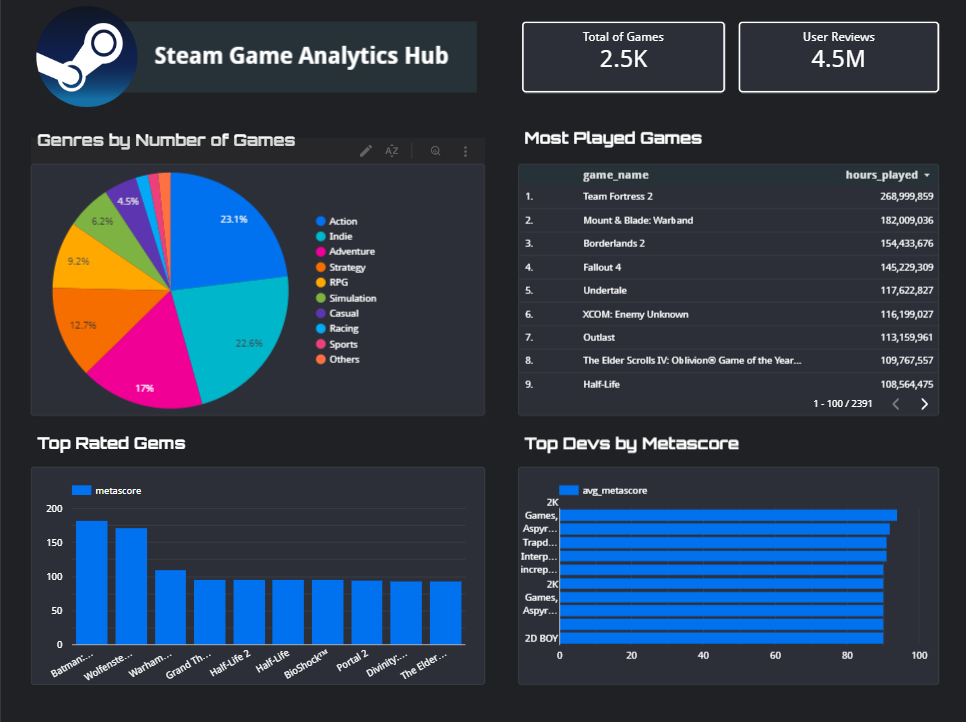 Steam Game Analytics Hub
Total of Games
2.5K
User Reviews
4.5M
Genres by Number of Games
AZ
23.1%
22.6%
17%
12.7%
9.2%
6.2%
4.5%
Action
Indie
Adventure
Strategy
RPG
Simulation
Casual
Racing
Sports
Others
Most Played Games
game_name hours_played
1. Team Fortress 2 268,999,859
2. Mount & Blade: Warband 182,009,036
3. Borderlands 2 154,433,676
4. Fallout 4 145,229,309
5. Undertale 117,622,827
6. XCOM: Enemy Unknown 116,199,027
7. Outlast 113,159,961
8. The Elder Scrolls IV: Oblivion® Game of the Year... 109,767,557
9. Half-Life 108,564,475
1 - 100 / 2391
Top Rated Gems
metascore
200
150
100
50
0
Batman:...
Wolfenste...
Warham...
Grand Th...
Half-Life 2
Half-Life
BioShock™
Portal 2
Divinity:...
The Elder...
Top Devs by Metascore
avg_metascore
2K
Games,
Aspyr...
Trapd...
Interp...
increp...
2K
Games,
Aspyr...
2D BOY
0 20 40 60 80 100